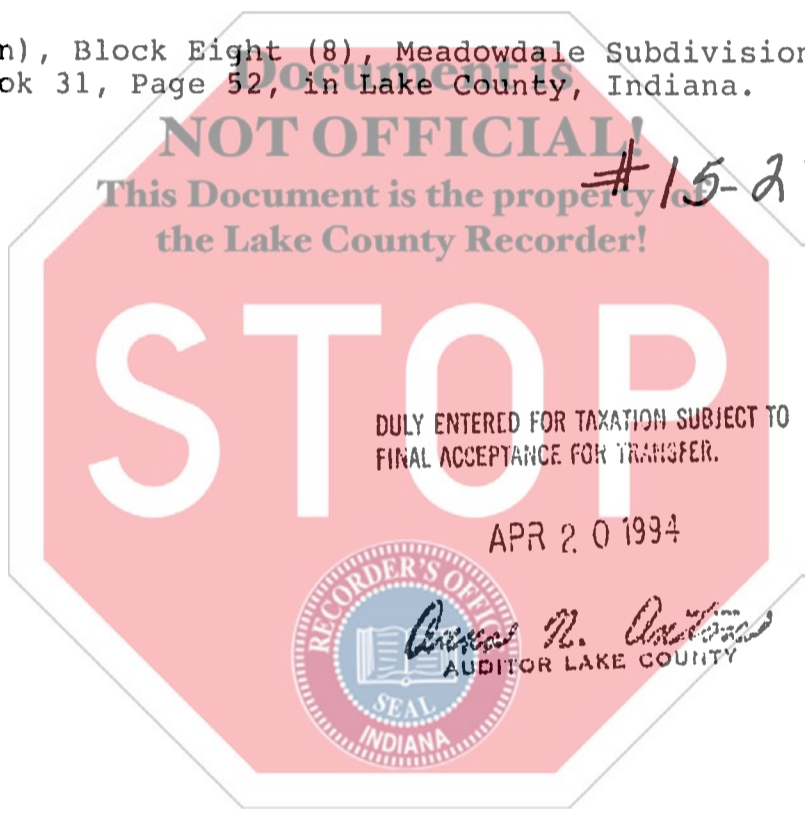 n), Block Eight (8), Meadowdale Subdivision
ok 31, Page 52, in Lake County, Indiana.
Document is
NOT OFFICIAL!
#15-2
This Document is the property of
the Lake County Recorder!
STOP
DULY ENTERED FOR TAXATION SUBJECT TO
FINAL ACCEPTANCE FOR TRANSFER.
APR 20 1994
RECORDER'S OFFICE
Anna N. Anton
AUDITOR LAKE COUNTY
SEAL
INDIANA